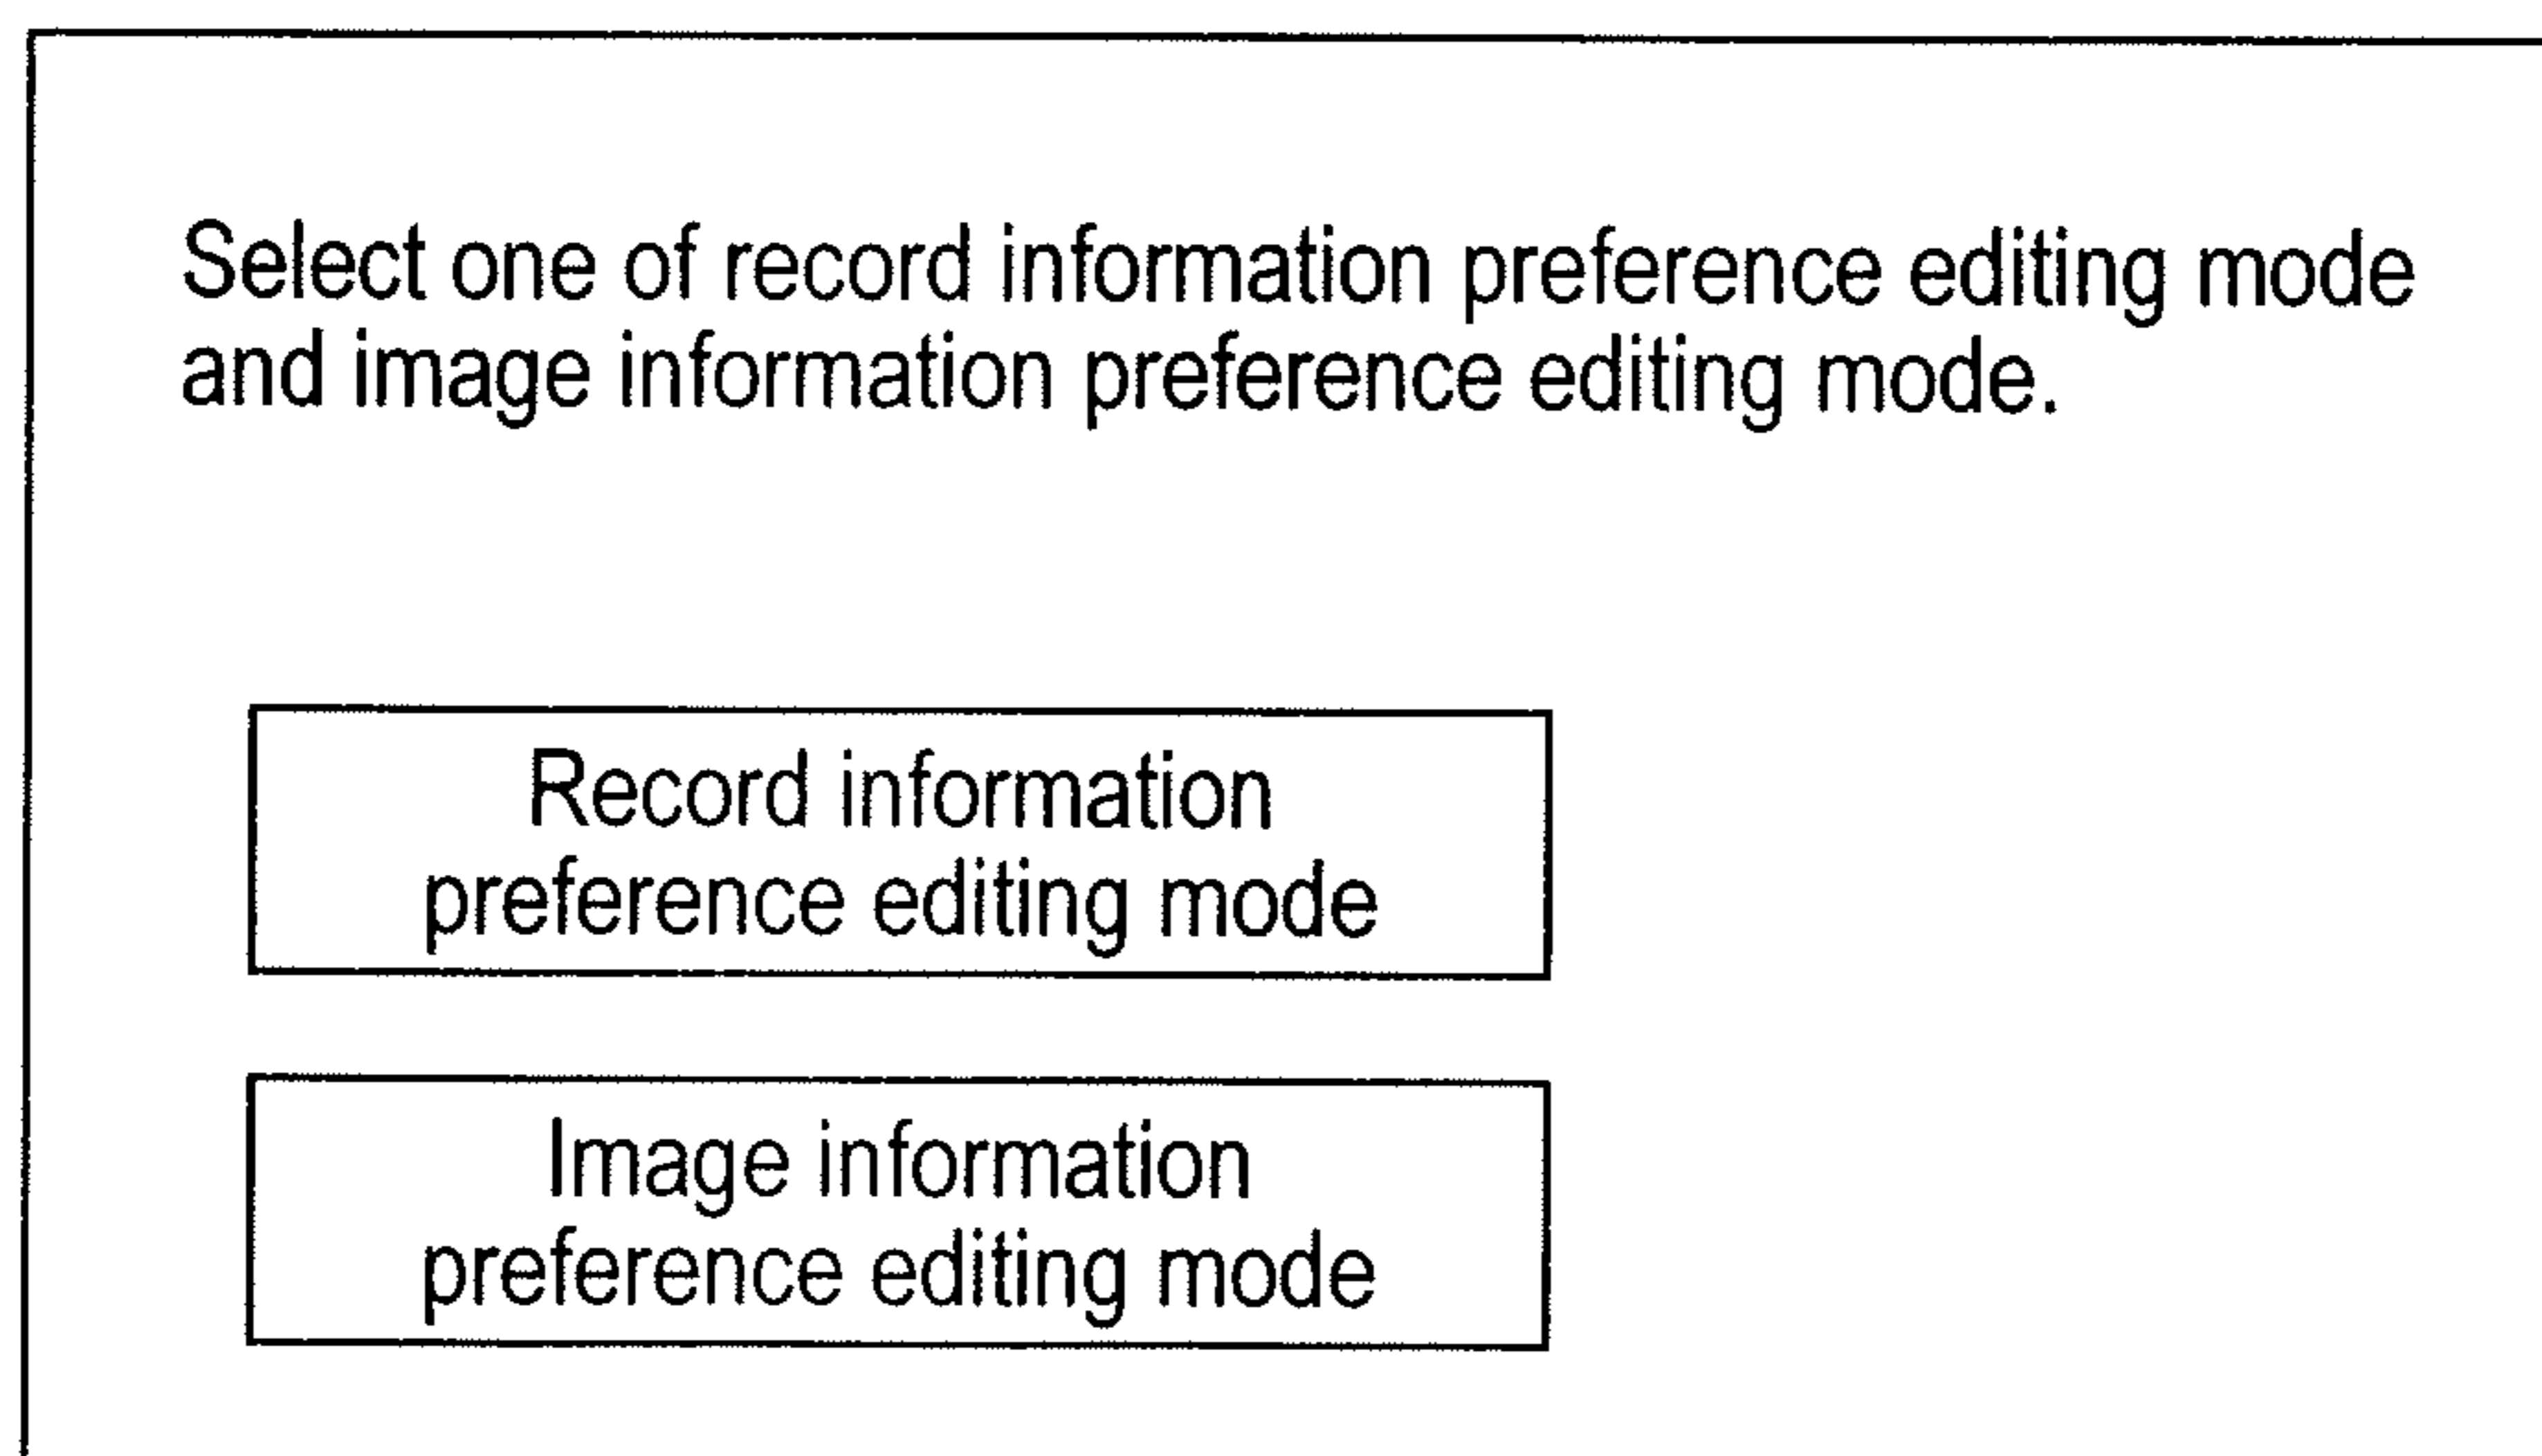 Select one of record information preference editing mode
and image information preference editing mode.
Record information
preference editing mode
Image information
preference editing mode